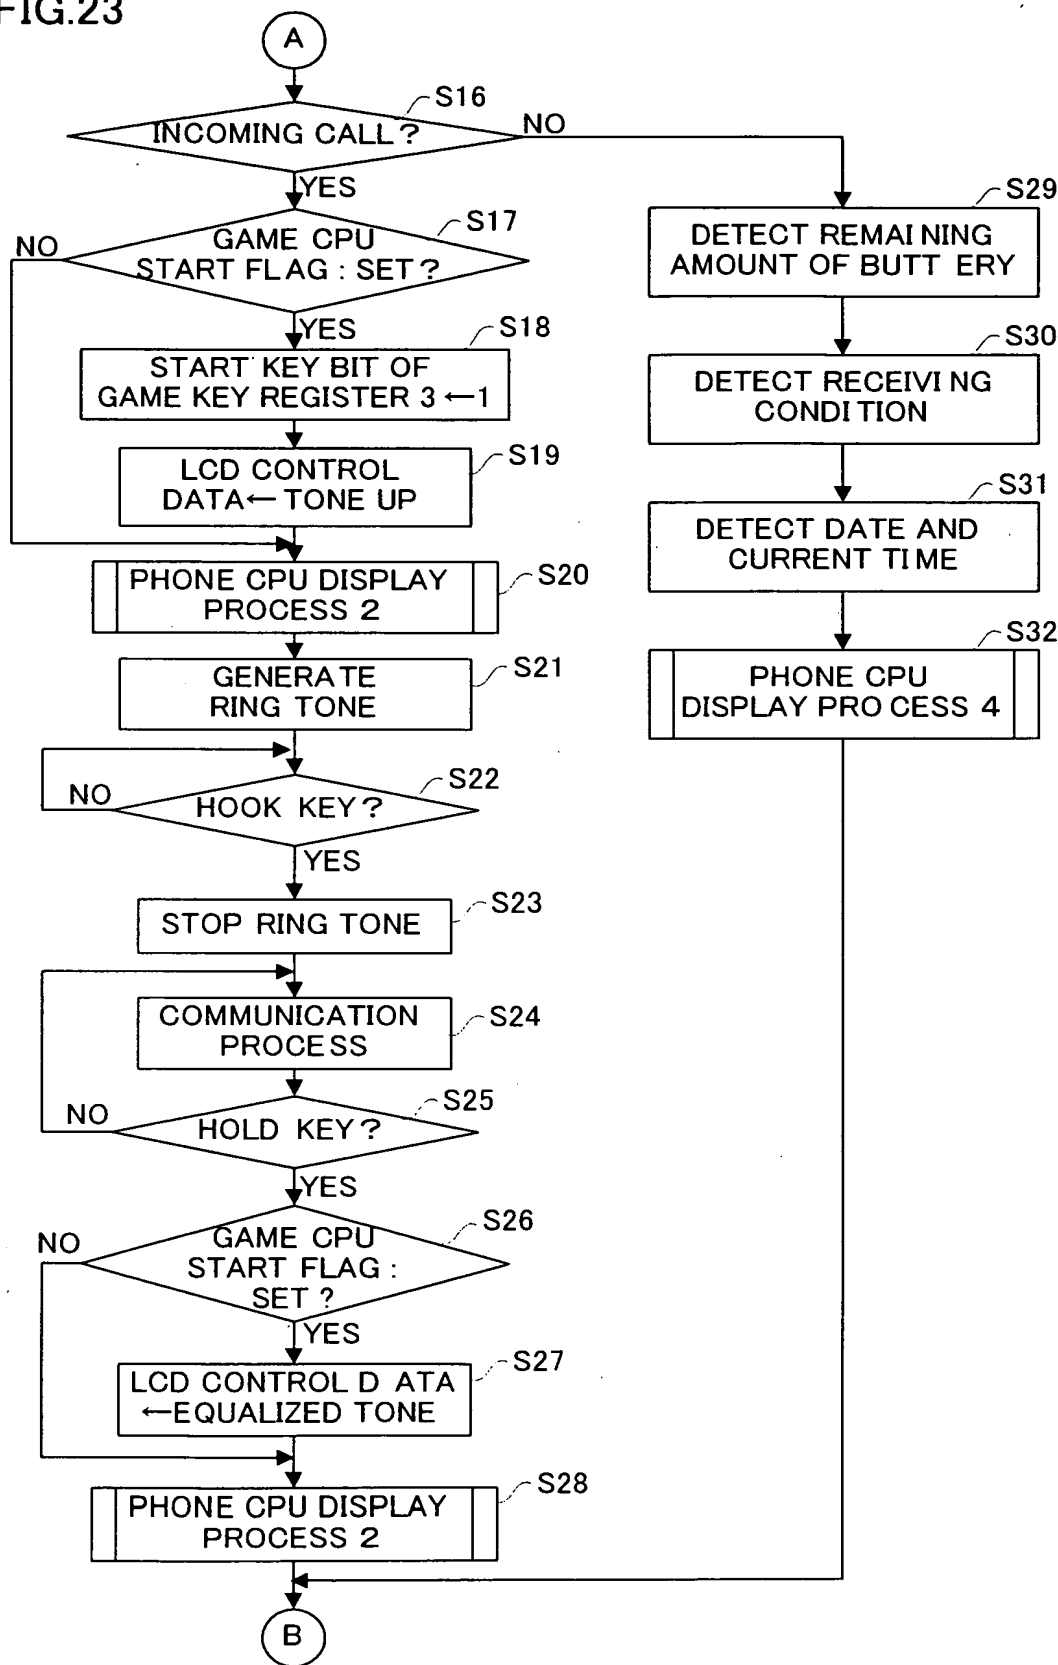 FIG.23
A
S16
INCOMING CALL?
NO
YES
S17
NO
GAME CPU
START FLAG : SET?
YES
S18
START KEY BIT OF
GAME KEY REGISTER 3 ←1
S19
LCD CONTROL
DATA← TONE UP
S20
PHONE CPU DISPLAY
PROCESS 2
S21
GENERATE
RING TONE
S22
NO
HOOK KEY?
YES
S23
STOP RING TONE
S24
COMMUNICATION
PROCESS
S25
NO
HOLD KEY?
YES
S26
NO
GAME CPU
START FLAG :
SET ?
YES
S27
LCD CONTROL D ATA
←EQUALIZED TONE
S28
PHONE CPU DISPLAY
PROCESS 2
B
S29
DETECT REMAI NING
AMOUNT OF BUTT ERY
S30
DETECT RECEIVI NG
CONDI TION
S31
DETECT DATE AND
CURRENT TI ME
S32
PHONE CPU
DISPLAY PRO CESS 4